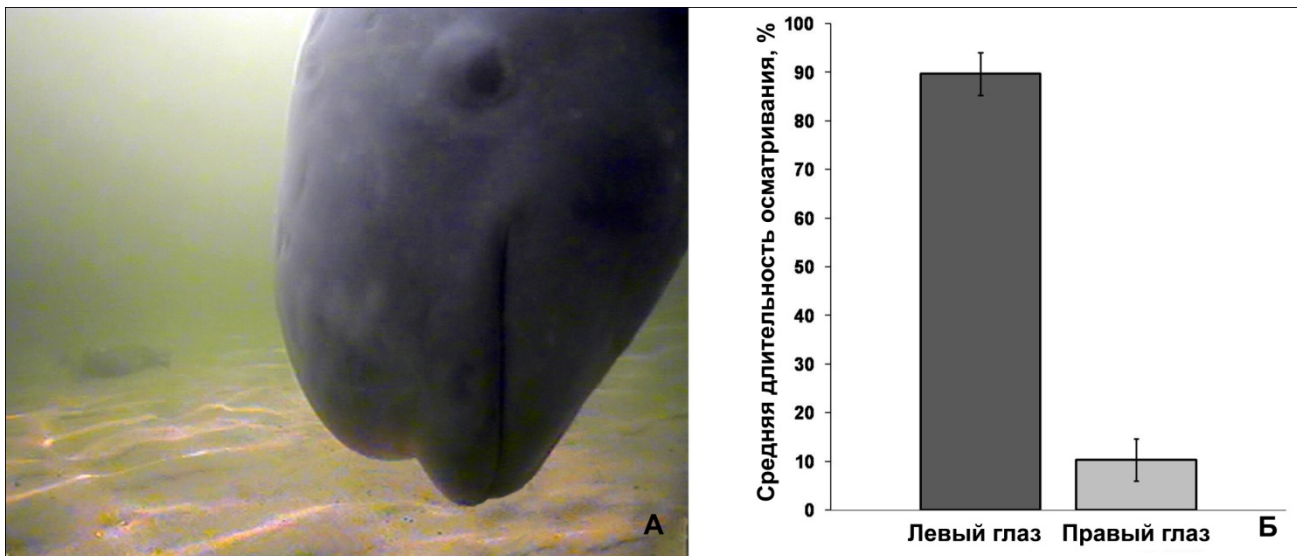 А
Средняя длительность осматривания, %
100
90
80
70
60
50
40
30
20
10
0
Левый глаз
Правый глаз
Б